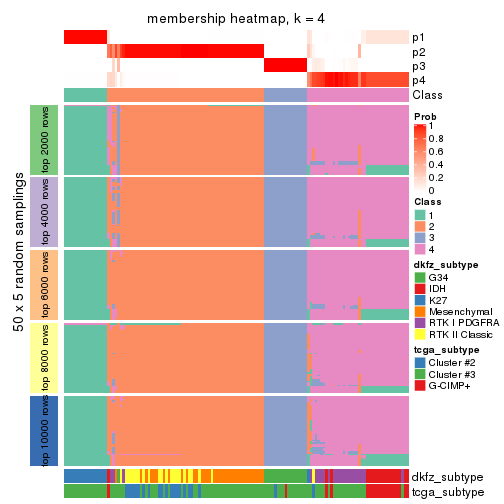 membership heatmap, k = 4
p1
p2
p3
p4
Class
50 x 5 random samplings
top 2000 rows
top 4000 rows
top 6000 rows
top 8000 rows
top 10000 rows
dkfz_subtype
tcga_subtype
Prob
1
0.8
0.6
0.4
0.2
0
Class
1
2
3
4
dkfz_subtype
G34
IDH
K27
Mesenchymal
RTK I PDGFRA
RTK II Classic
tcga_subtype
Cluster #2
Cluster #3
G-CIMP+